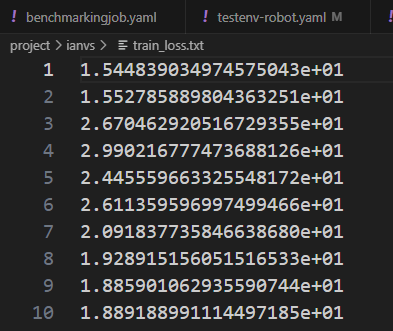 ! benchmarkingjob.yaml
! testenv-robot.yaml M
project > ianvs > train_loss.txt
1 1.544839034974575043e+01
2 1.552785889804363251e+01
3 2.670462920516729355e+01
4 2.990216777473688126e+01
5 2.445559663325548172e+01
6 2.611359596997499466e+01
7 2.091837735846638680e+01
8 1.928915156051516533e+01
9 1.885901062935590744e+01
10 1.889188991114497185e+01